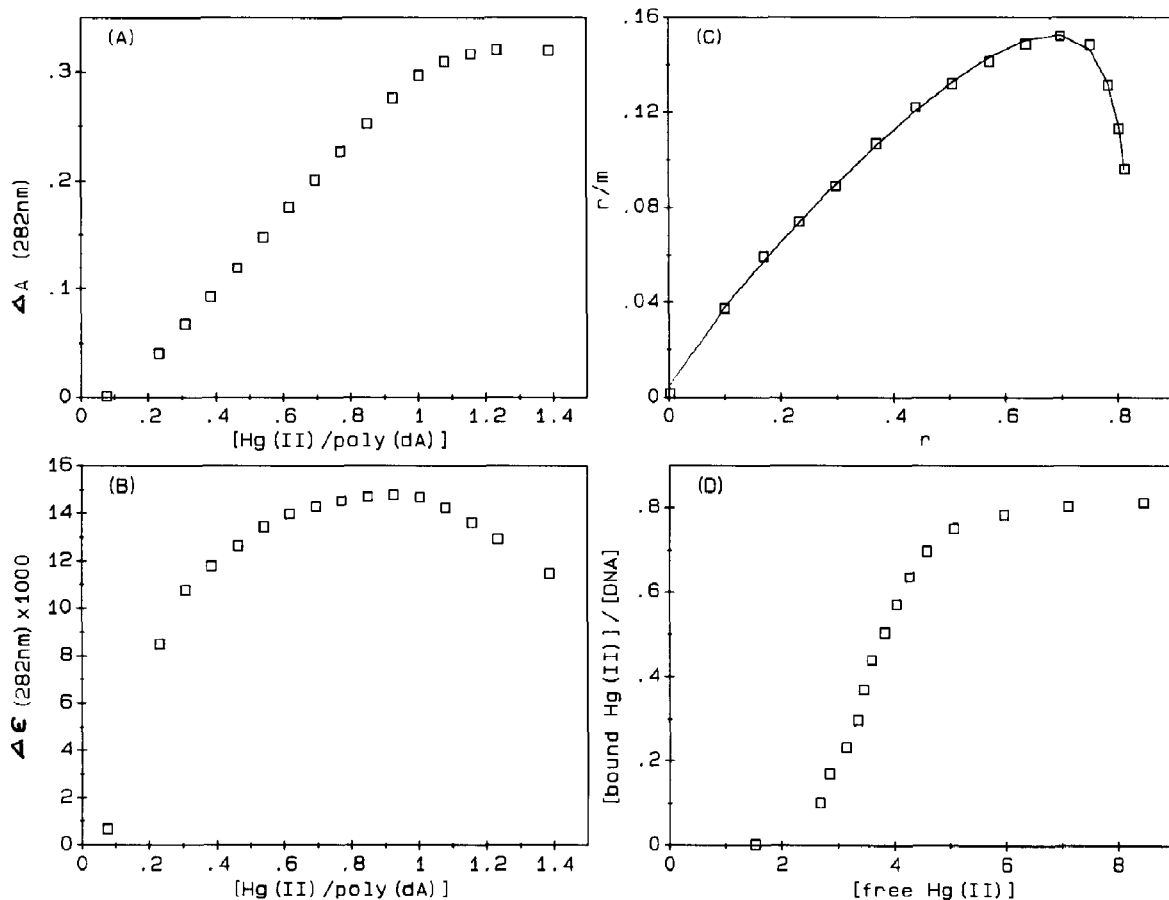 (A)
ΔA (282nm)
.3
.2
.1
0
0 .2 .4 .6 .8 1 1.2 1.4
[Hg(II)/poly(dA)]
(C)
r/m
.16
.12
.08
.04
0
0 .2 .4 .6 .8
r
(B)
Δε (282nm) x1000
16
14
12
10
8
6
4
2
0
0 .2 .4 .6 .8 1 1.2 1.4
[Hg(II)/poly(dA)]
(D)
[bound Hg(II)]/[DNA]
.8
.6
.4
.2
0
0 2 4 6 8
[free Hg(II)]